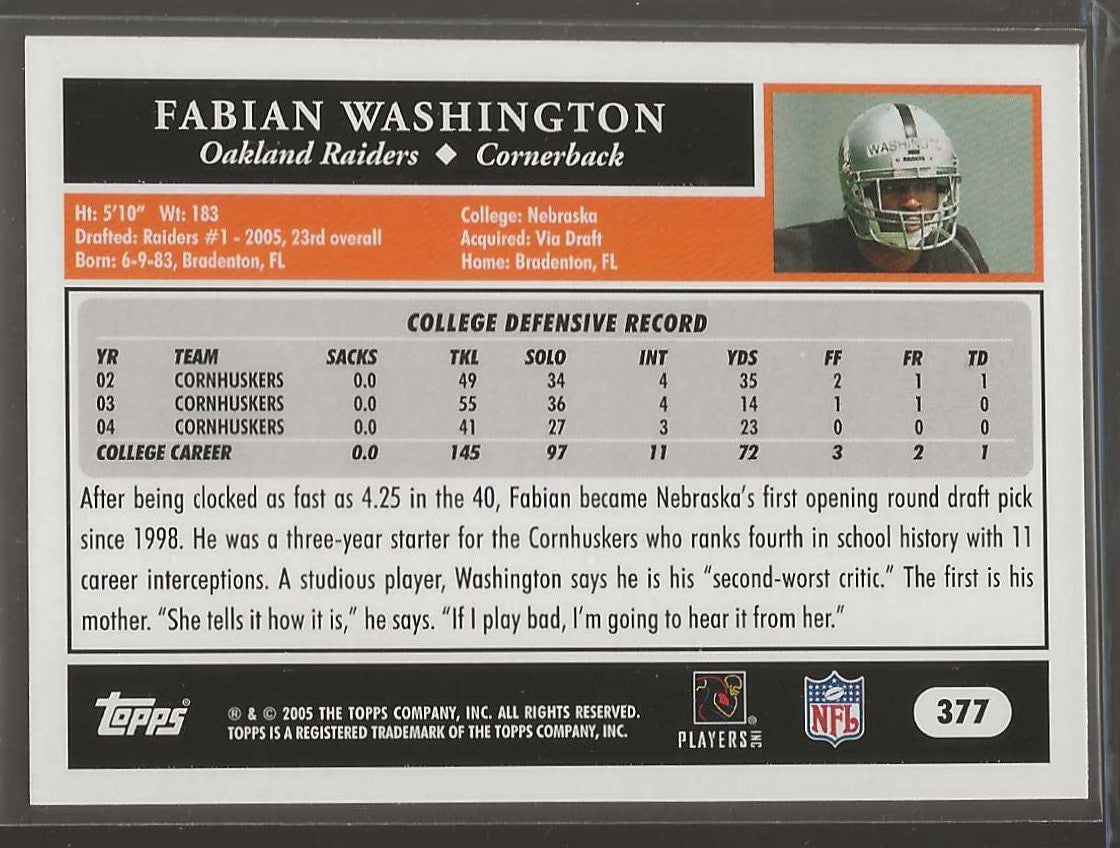 FABIAN WASHINGTON
Oakland Raiders ◆ Cornerback
WASHINGTO
RAIDERS
Ht: 5'10" Wt: 183
College: Nebraska
Drafted: Raiders #1 - 2005, 23rd overall
Acquired: Via Draft
Born: 6-9-83, Bradenton, FL
Home: Bradenton, FL
COLLEGE DEFENSIVE RECORD
YR TEAM SACKS TKL SOLO INT YDS FF FR TD
02 CORNHUSKERS 0.0 49 34 4 35 2 1 1
03 CORNHUSKERS 0.0 55 36 4 14 1 1 0
04 CORNHUSKERS 0.0 41 27 3 23 0 0 0
COLLEGE CAREER 0.0 145 97 11 72 3 2 1
After being clocked as fast as 4.25 in the 40, Fabian became Nebraska's first opening round draft pick
since 1998. He was a three-year starter for the Cornhuskers who ranks fourth in school history with 11
career interceptions. A studious player, Washington says he is his "second-worst critic." The first is his
mother. "She tells it how it is," he says. "If I play bad, I'm going to hear it from her."
Topps®
® & © 2005 THE TOPPS COMPANY, INC. ALL RIGHTS RESERVED.
TOPPS IS A REGISTERED TRADEMARK OF THE TOPPS COMPANY, INC.
PLAYERS INC ®
NFL
377